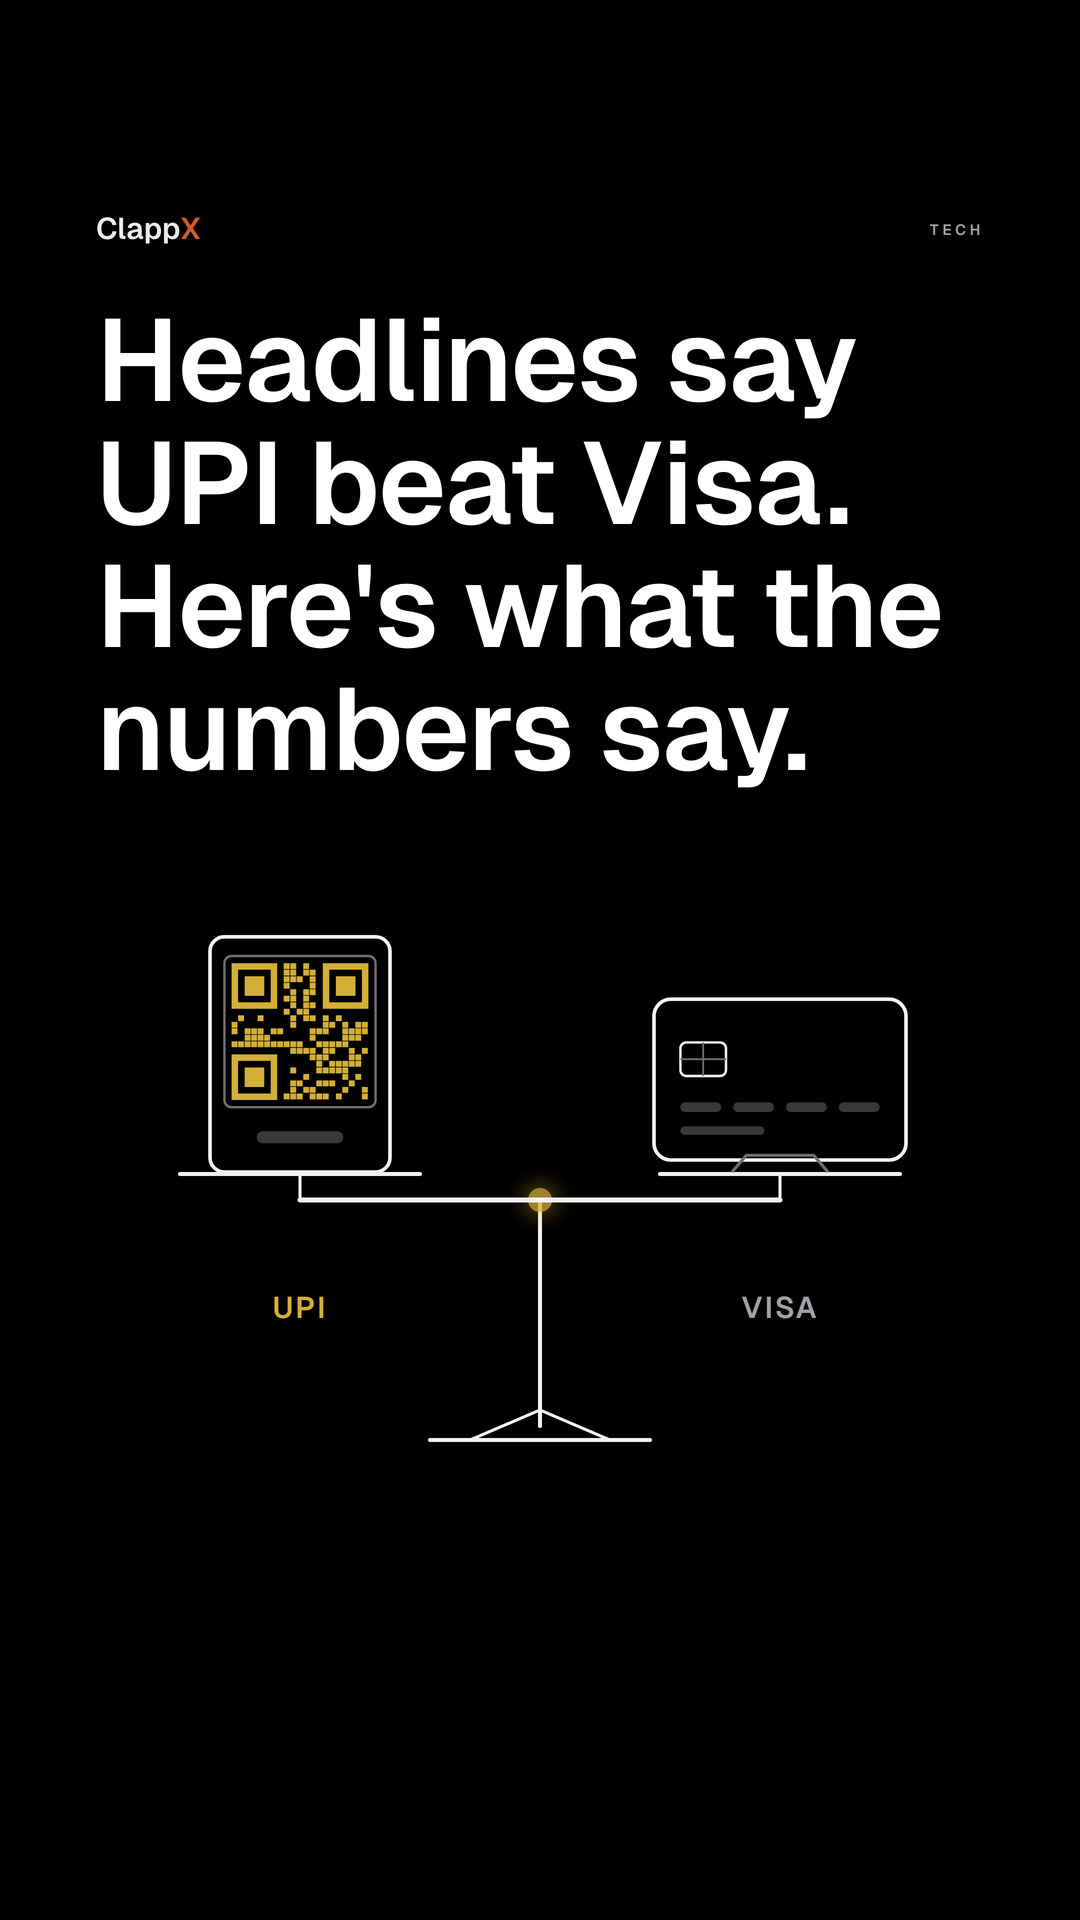 ClappX
TECH
Headlines say
UPI beat Visa.
Here's what the
numbers say.
UPI
VISA